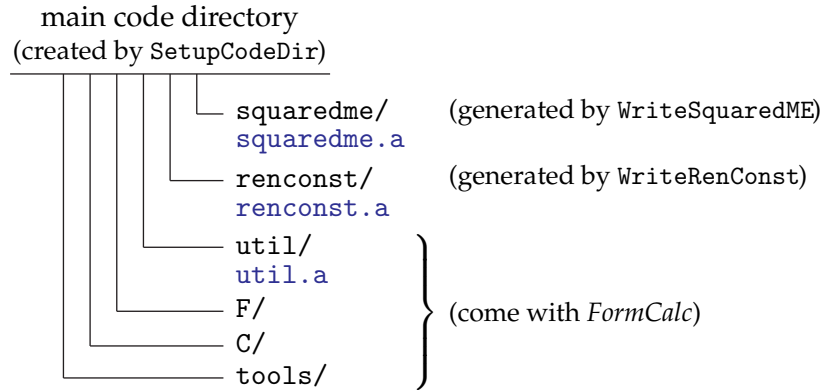 main code directory
(created by SetupCodeDir)
squaredme/ (generated by WriteSquaredME)
squaredme.a
renconst/ (generated by WriteRenConst)
renconst.a
util/
util.a
F/ (come with FormCalc)
C/
tools/